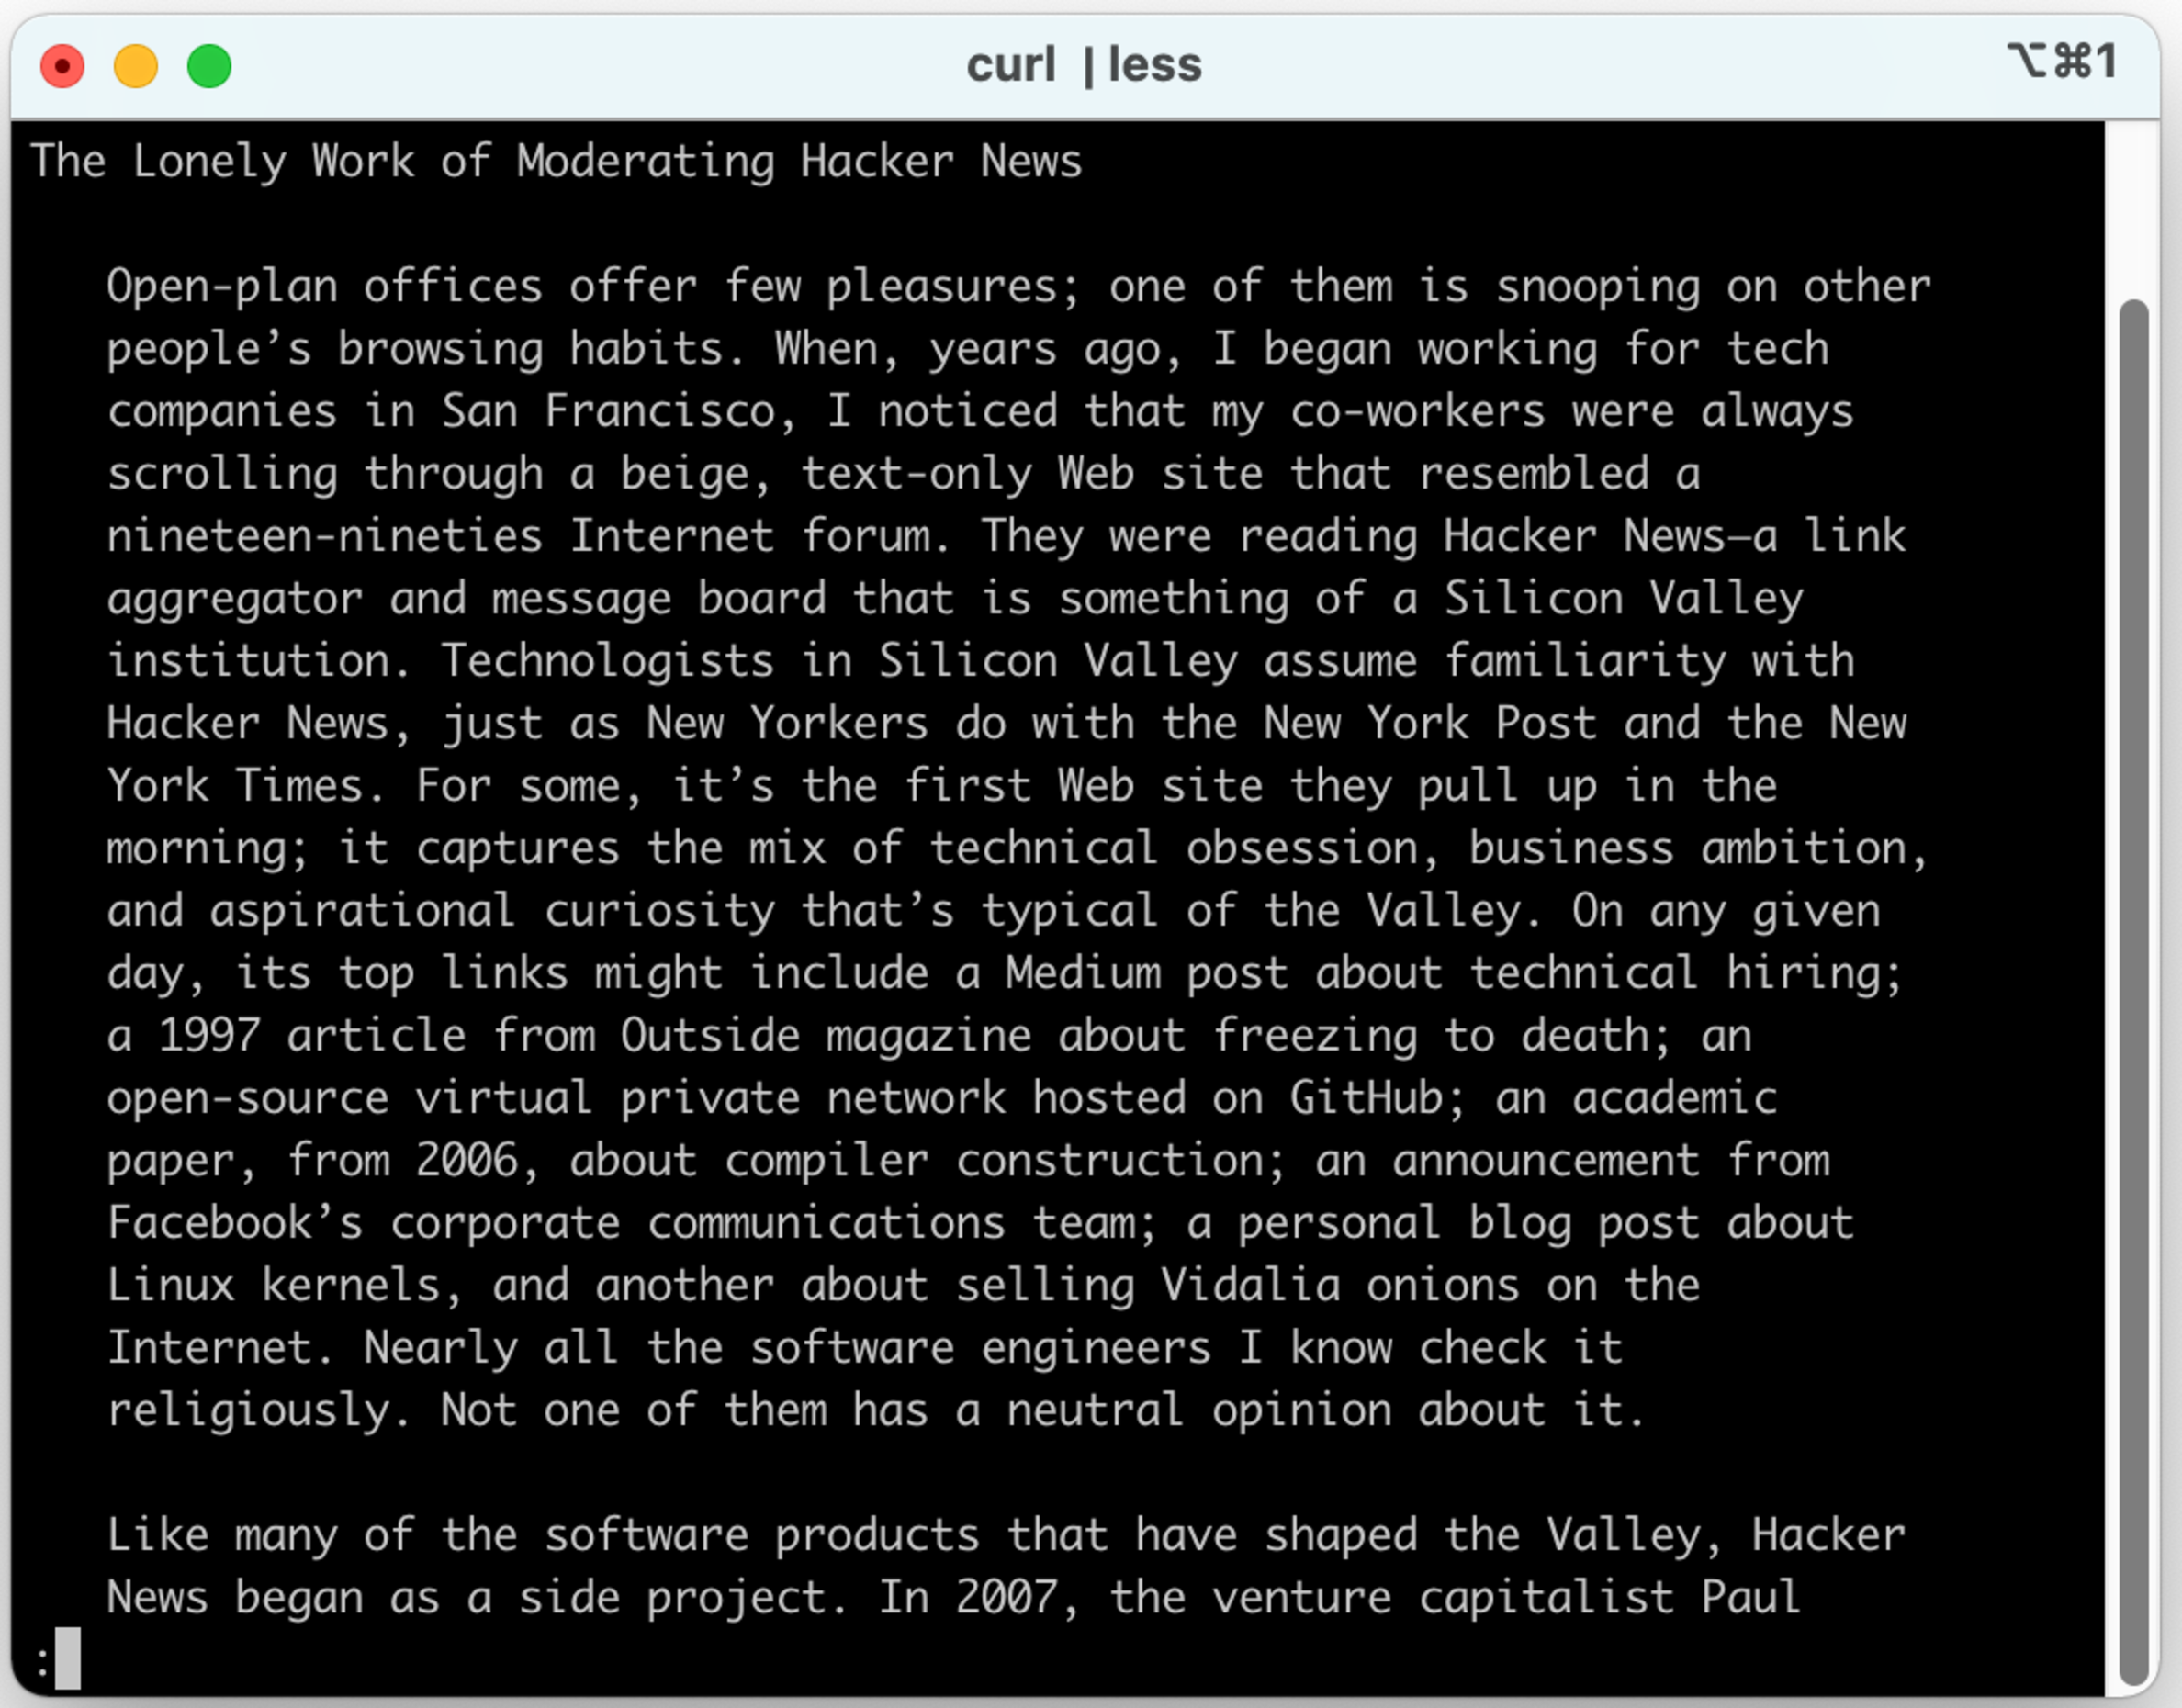 curl | less
⌥⌘1
The Lonely Work of Moderating Hacker News
Open-plan offices offer few pleasures; one of them is snooping on other
people’s browsing habits. When, years ago, I began working for tech
companies in San Francisco, I noticed that my co-workers were always
scrolling through a beige, text-only Web site that resembled a
nineteen-nineties Internet forum. They were reading Hacker News—a link
aggregator and message board that is something of a Silicon Valley
institution. Technologists in Silicon Valley assume familiarity with
Hacker News, just as New Yorkers do with the New York Post and the New
York Times. For some, it’s the first Web site they pull up in the
morning; it captures the mix of technical obsession, business ambition,
and aspirational curiosity that’s typical of the Valley. On any given
day, its top links might include a Medium post about technical hiring;
a 1997 article from Outside magazine about freezing to death; an
open-source virtual private network hosted on GitHub; an academic
paper, from 2006, about compiler construction; an announcement from
Facebook’s corporate communications team; a personal blog post about
Linux kernels, and another about selling Vidalia onions on the
Internet. Nearly all the software engineers I know check it
religiously. Not one of them has a neutral opinion about it.
Like many of the software products that have shaped the Valley, Hacker
News began as a side project. In 2007, the venture capitalist Paul
: